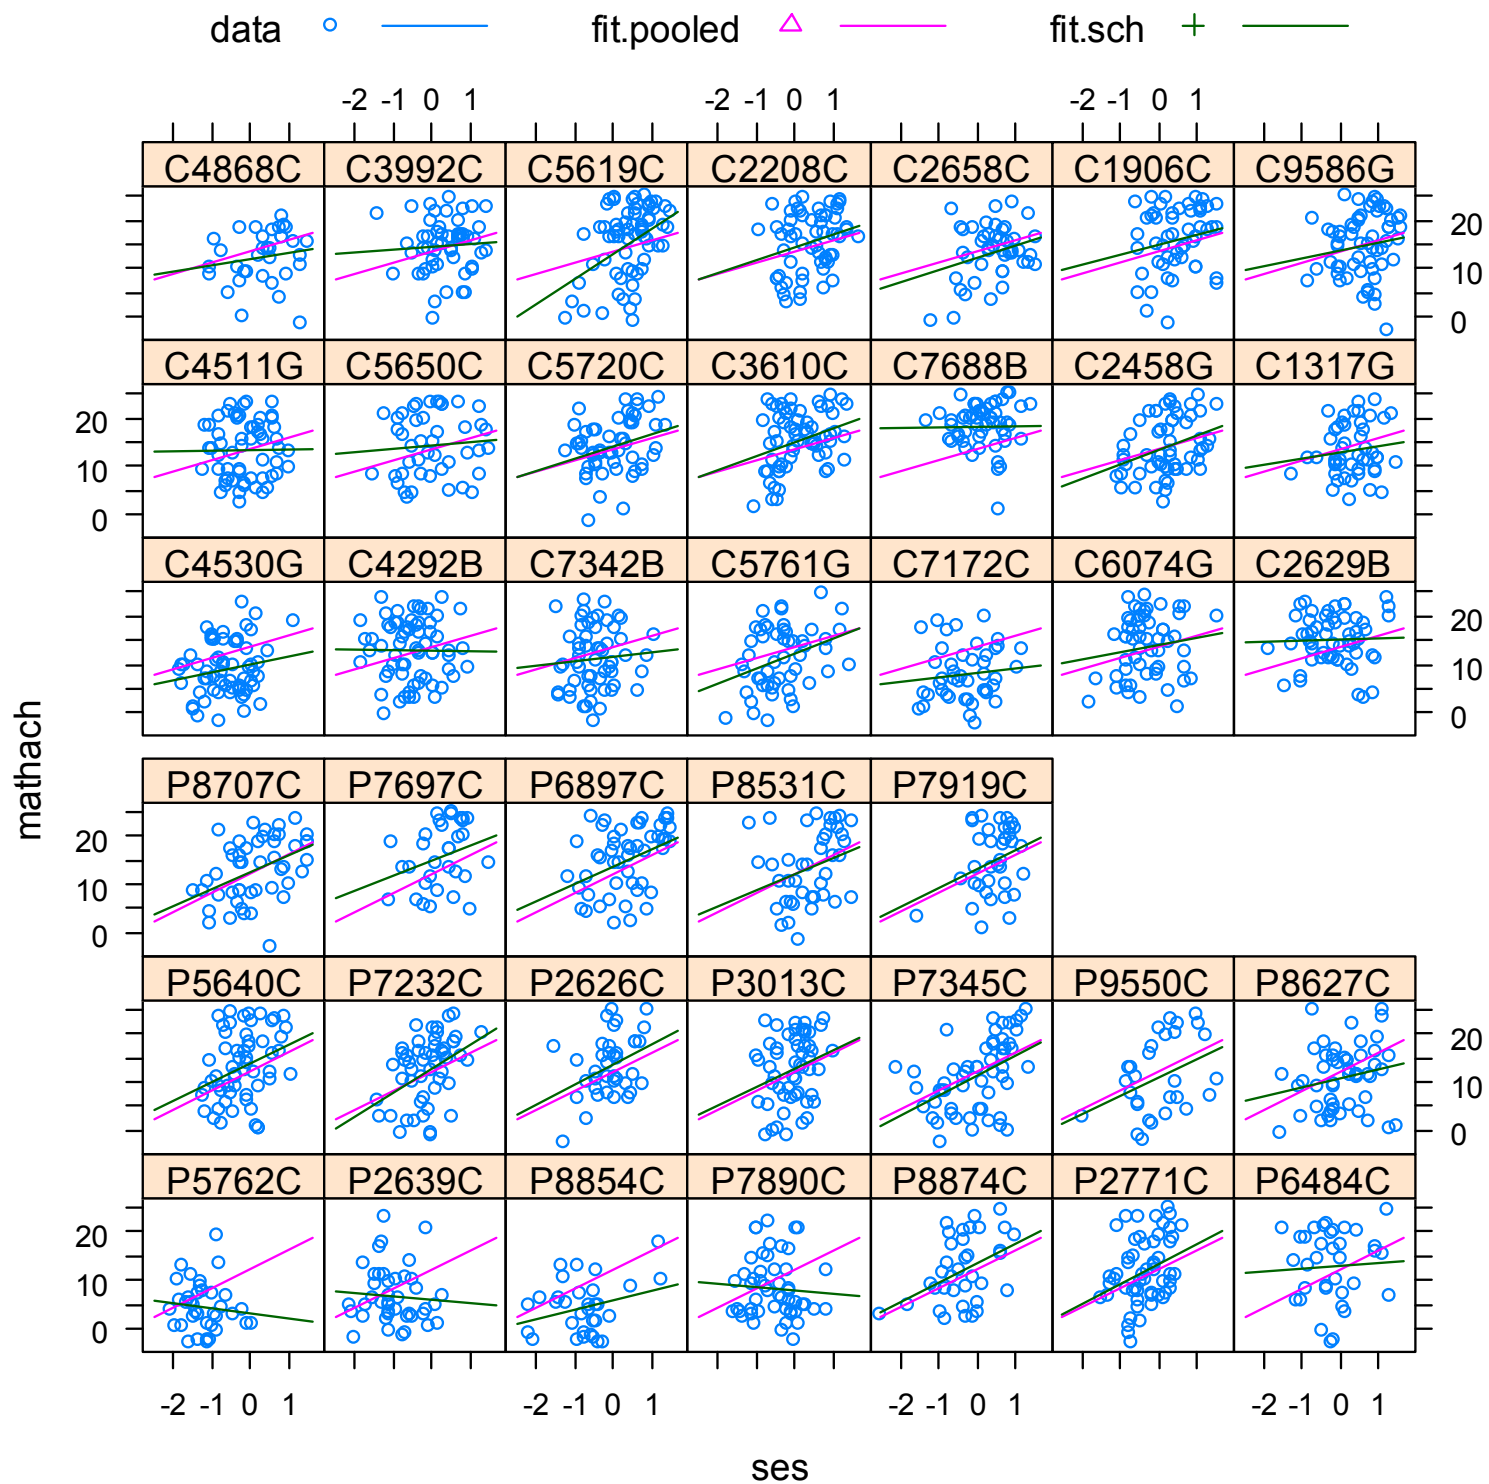 data fit.pooled fit.sch
-2 -1 0 1 -2 -1 0 1 -2 -1 0 1
C4868C C3992C C5619C C2208C C2658C C1906C C9586G
20
10
0
C4511G C5650C C5720C C3610C C7688B C2458G C1317G
20
10
0
C4530G C4292B C7342B C5761G C7172C C6074G C2629B
20
10
0
mathach
P8707C P7697C P6897C P8531C P7919C
20
10
0
P5640C P7232C P2626C P3013C P7345C P9550C P8627C
20
10
0
P5762C P2639C P8854C P7890C P8874C P2771C P6484C
20
10
0
-2 -1 0 1 -2 -1 0 1 -2 -1 0 1 -2 -1 0 1
ses